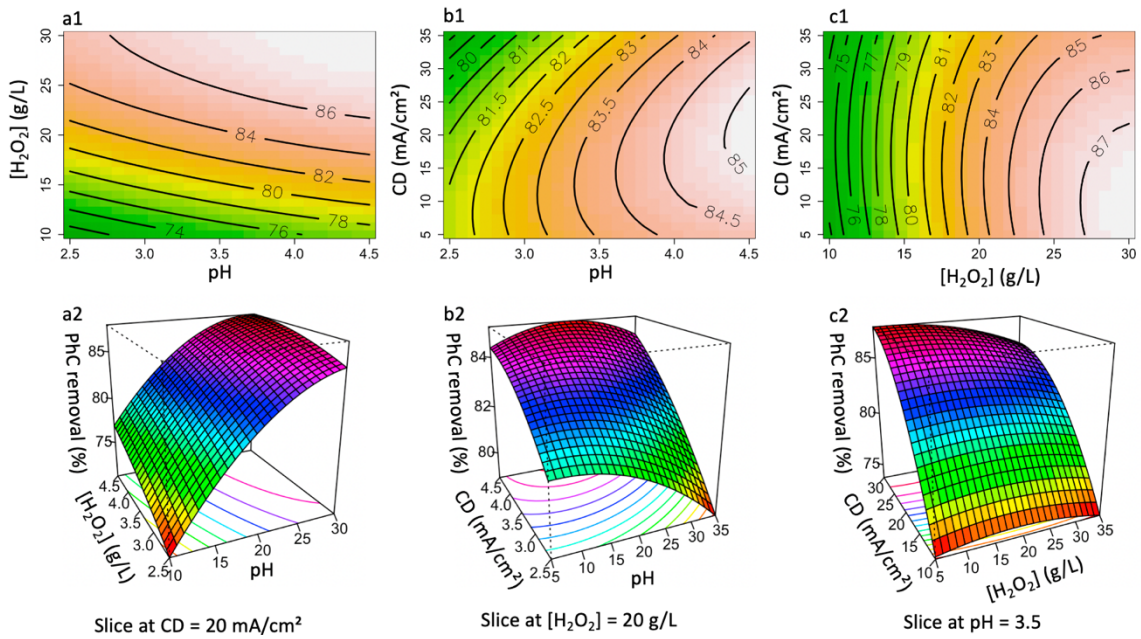 a1
[H₂O₂] (g/L)
30
25
20
15
10
86
84
82
80
78
76
74
2.5 3.0 3.5 4.0 4.5
pH
b1
CD (mA/cm²)
35
30
25
20
15
10
5
80 81 82 83 84
81.5
82.5
83.5
85
84.5
2.5 3.0 3.5 4.0 4.5
pH
c1
CD (mA/cm²)
35
30
25
20
15
10
5
75 77 79 81 83 85
86
82 84
87
76 78 80
10 15 20 25 30
[H₂O₂] (g/L)
a2
PhC removal (%)
85
80
75
4.5
4.0
3.5
3.0
2.5
[H₂O₂] (g/L)
10 15 20 25 30
pH
Slice at CD = 20 mA/cm²
b2
PhC removal (%)
84
82
80
4.5
4.0
3.5
3.0
2.5
CD (mA/cm²)
5 10 15 20 25 30 35
pH
Slice at [H₂O₂] = 20 g/L
c2
PhC removal (%)
85
80
75
30
25
20
15
10
CD (mA/cm²)
5 10 15 20 25 30 35
[H₂O₂] (g/L)
Slice at pH = 3.5